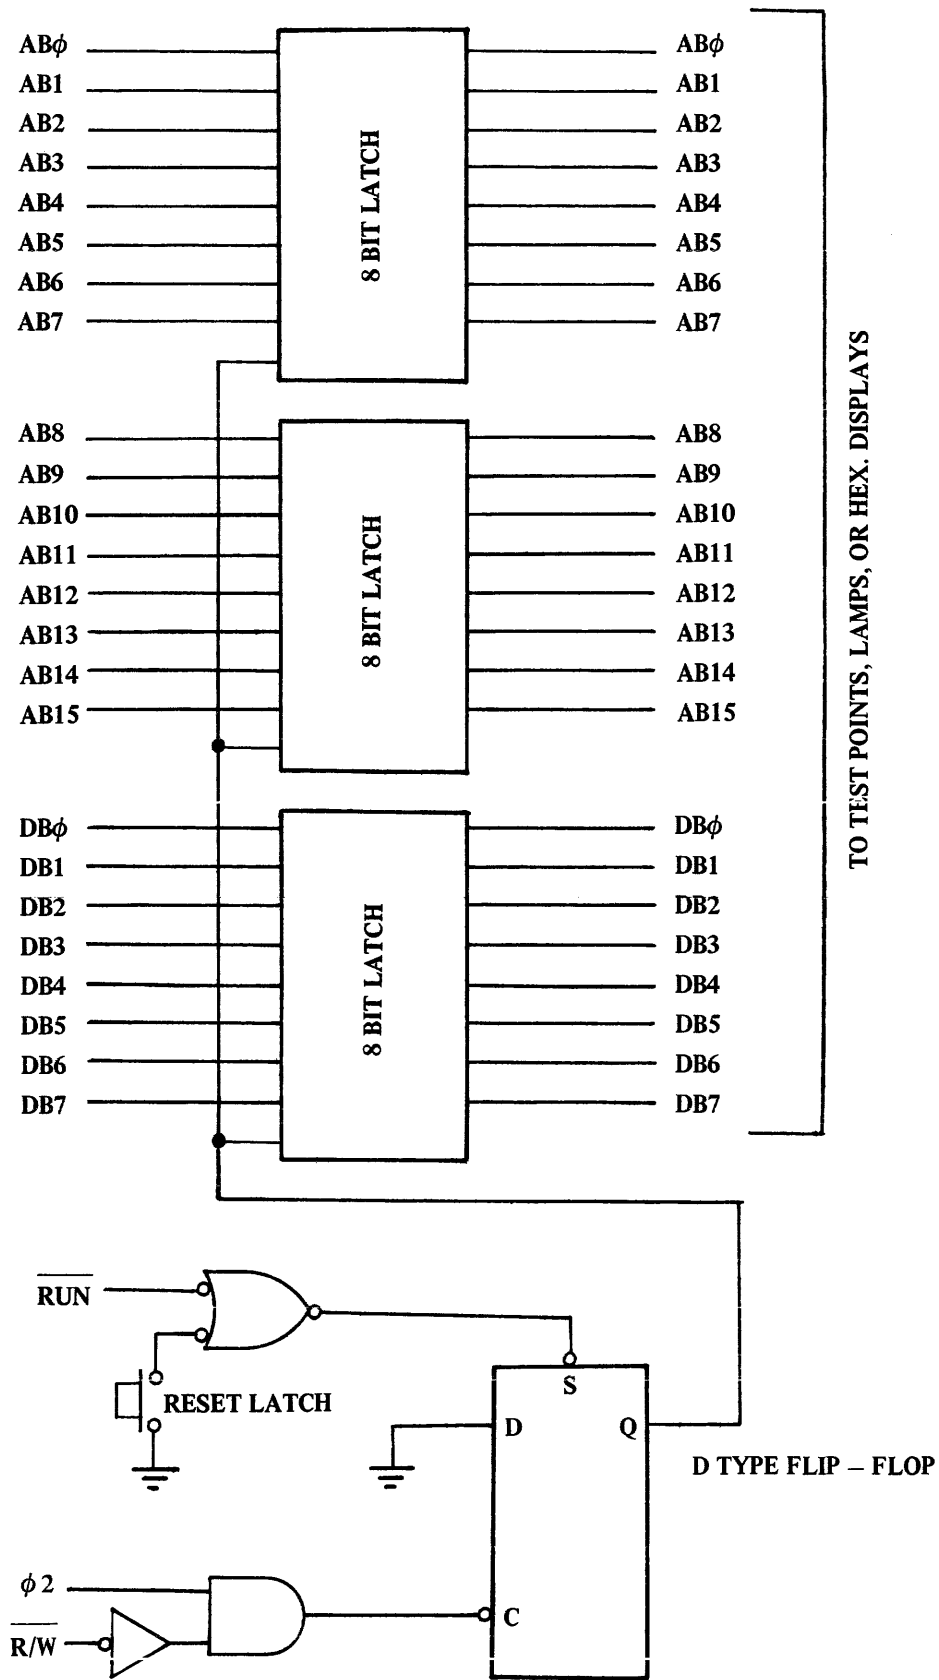 ABϕ ABϕ
AB1 AB1
AB2 AB2
AB3 AB3
AB4 AB4
AB5 AB5
AB6 AB6
AB7 AB7
8 BIT LATCH
AB8 AB8
AB9 AB9
AB10 AB10
AB11 AB11
AB12 AB12
AB13 AB13
AB14 AB14
AB15 AB15
8 BIT LATCH
TO TEST POINTS, LAMPS, OR HEX. DISPLAYS
DBϕ DBϕ
DB1 DB1
DB2 DB2
DB3 DB3
DB4 DB4
DB5 DB5
DB6 DB6
DB7 DB7
8 BIT LATCH
R̅U̅N̅
RESET LATCH
S
D Q
D TYPE FLIP – FLOP
ϕ 2
C
R̅/̅W̅